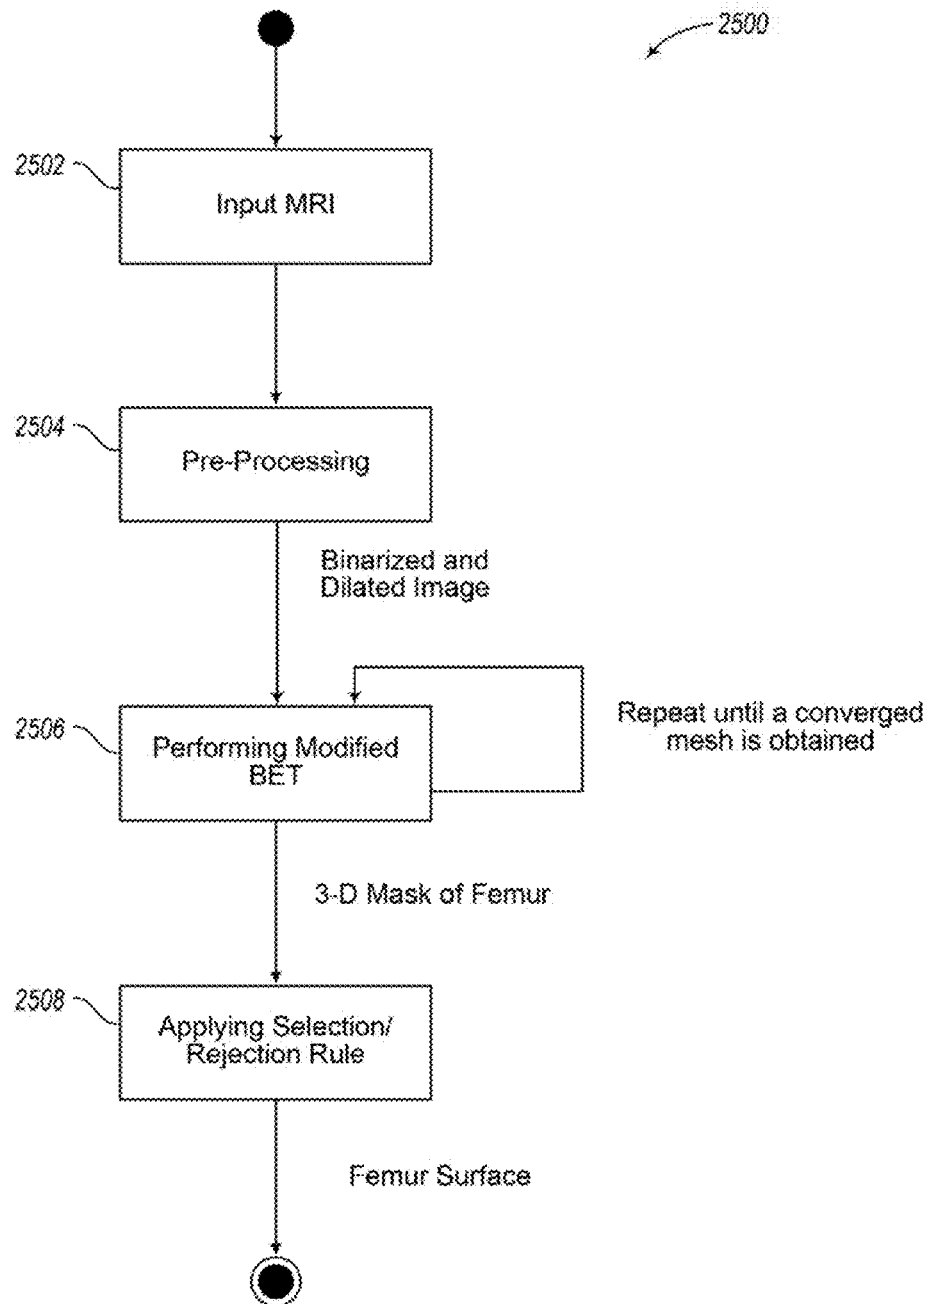 2500
2502
Input MRI
2504
Pre-Processing
Binarized and
Dilated Image
2506
Performing Modified
BET
Repeat until a converged
mesh is obtained
3-D Mask of Femur
2508
Applying Selection/
Rejection Rule
Femur Surface